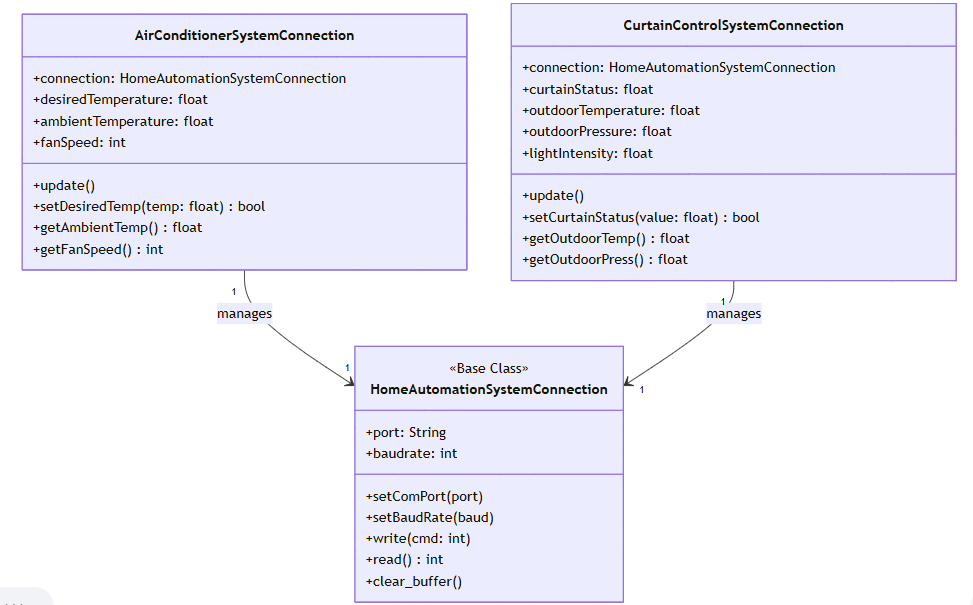 AirConditionerSystemConnection
+connection: HomeAutomationSystemConnection
+desiredTemperature: float
+ambientTemperature: float
+fanSpeed: int
+update()
+setDesiredTemp(temp: float) : bool
+getAmbientTemp() : float
+getFanSpeed() : int
CurtainControlSystemConnection
+connection: HomeAutomationSystemConnection
+curtainStatus: float
+outdoorTemperature: float
+outdoorPressure: float
+lightIntensity: float
+update()
+setCurtainStatus(value: float) : bool
+getOutdoorTemp() : float
+getOutdoorPress() : float
1
manages
1
1
manages
1
«Base Class»
HomeAutomationSystemConnection
+port: String
+baudrate: int
+setComPort(port)
+setBaudRate(baud)
+write(cmd: int)
+read() : int
+clear_buffer()